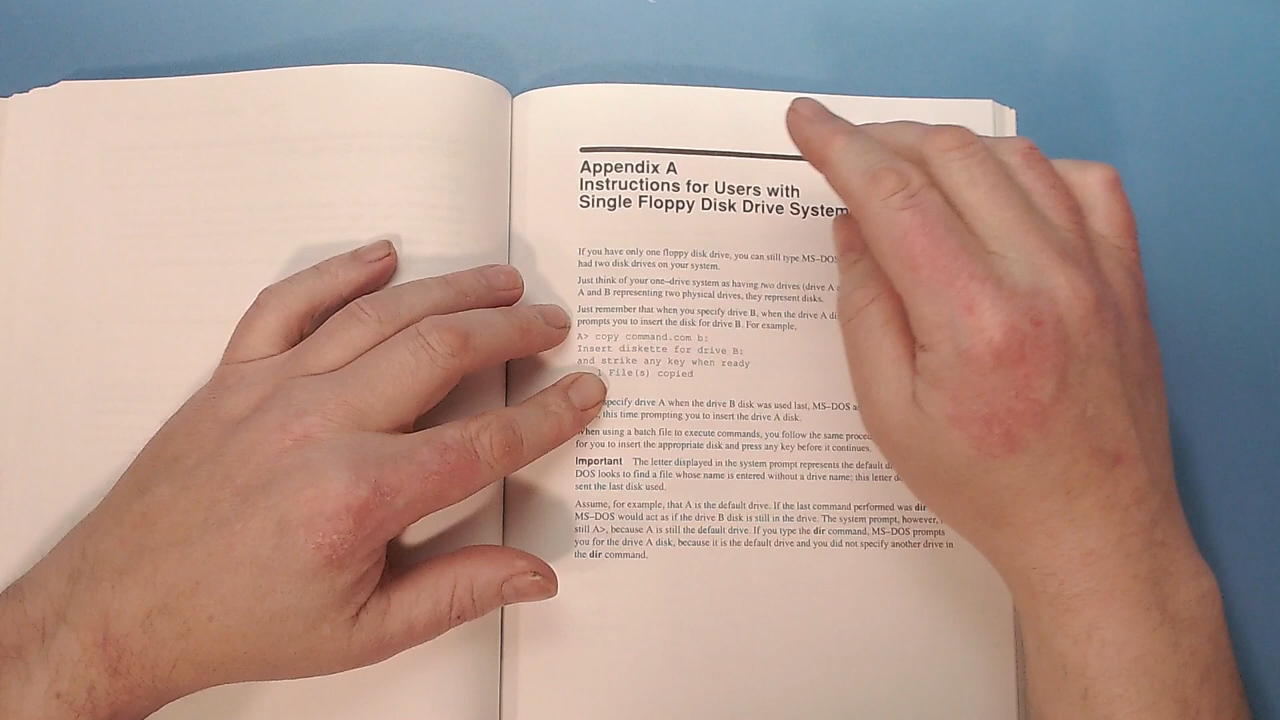 Appendix A
Instructions for Users with
Single Floppy Disk Drive System
If you have only one floppy disk drive, you can still type MS–DOS
had two disk drives on your system.
Just think of your one–drive system as having two drives (drive A
A and B representing two physical drives, they represent disks.
Just remember that when you specify drive B, when the drive A di
prompts you to insert the disk for drive B. For example,
A> copy command.com b:
Insert diskette for drive B:
and strike any key when ready
1 File(s) copied
specify drive A when the drive B disk was used last, MS–DOS
this time prompting you to insert the drive A disk.
When using a batch file to execute commands, you follow the same proce
for you to insert the appropriate disk and press any key before it continues.
Important The letter displayed in the system prompt represents the default d
DOS looks to find a file whose name is entered without a drive name; this letter d
sent the last disk used.
Assume, for example, that A is the default drive. If the last command performed was dir
MS–DOS would act as if the drive B disk is still in the drive. The system prompt, however,
still A>, because A is still the default drive. If you type the dir command, MS–DOS prompts
you for the drive A disk, because it is the default drive and you did not specify another drive in
the dir command.